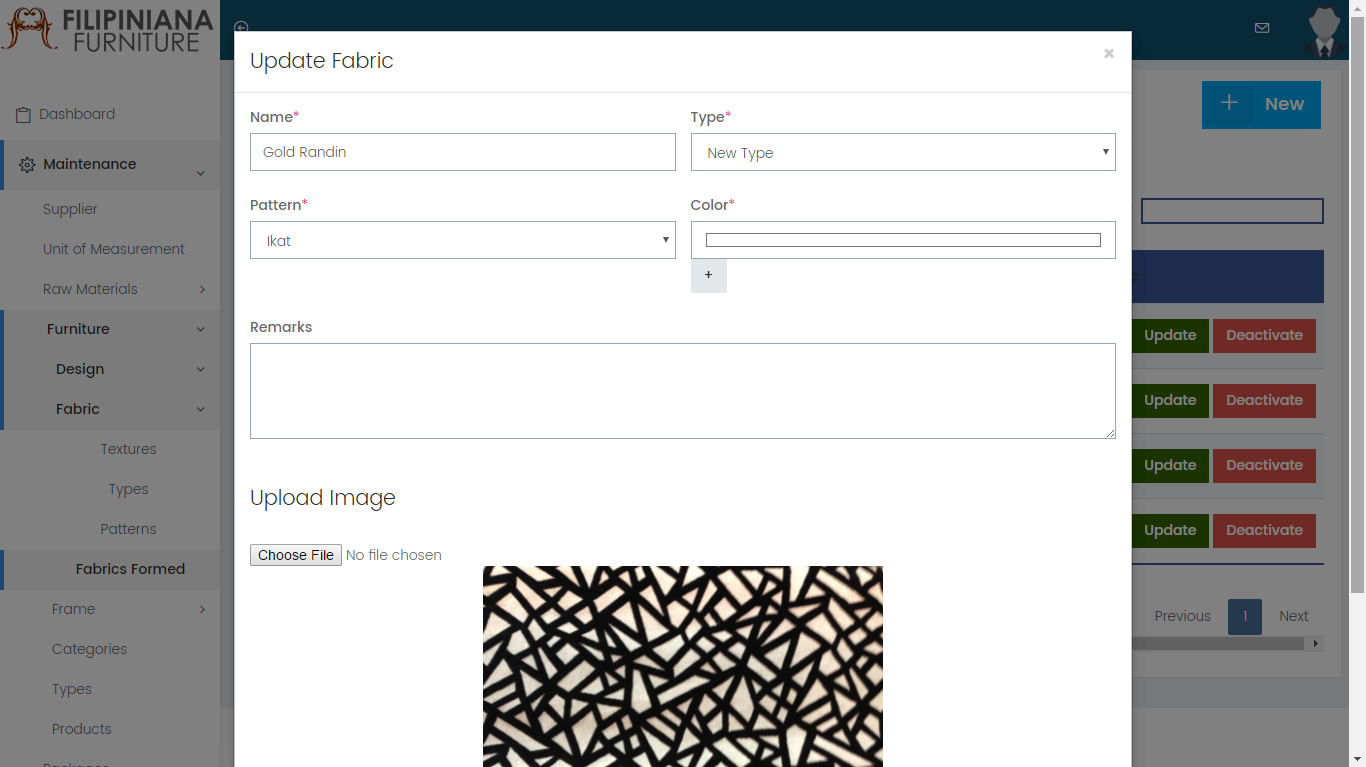 FILIPINIANA
FURNITURE
Dashboard
Maintenance
Supplier
Unit of Measurement
Raw Materials
Furniture
Design
Fabric
Textures
Types
Patterns
Fabrics Formed
Frame
Categories
Types
Products
Packages
Update Fabric
×
Name*
Type*
Gold Randin
New Type
Pattern*
Color*
Ikat
+
Remarks
Upload Image
Choose File No file chosen
+ New
Update Deactivate
Update Deactivate
Update Deactivate
Update Deactivate
Previous 1 Next